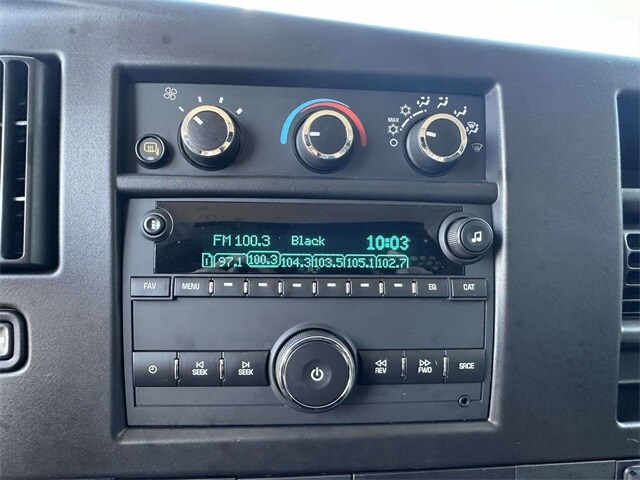 MAX
FM 100.3 Black 10:03
1 97.1 100.3 104.3 103.5 105.1 102.7
FAV MENU EQ CAT
SEEK SEEK REV FWD SRCE